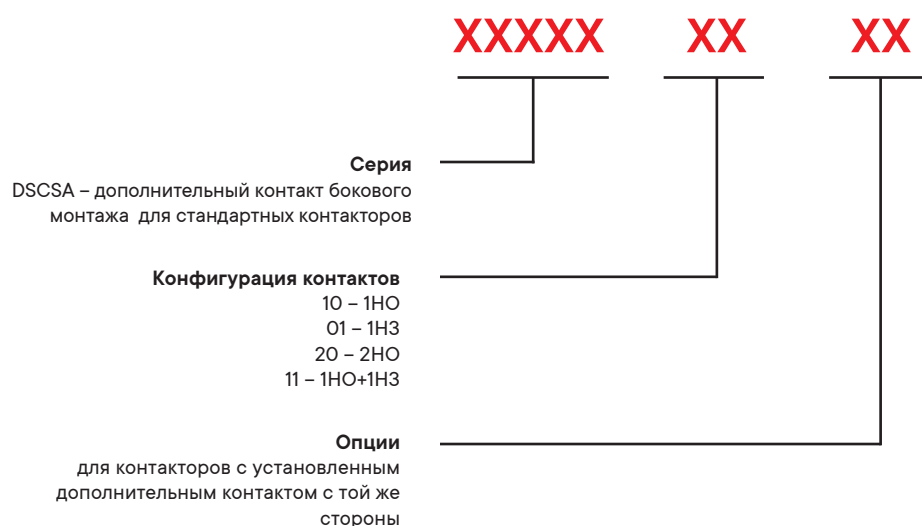 XXXXX XX XX
Серия
DSCSA – дополнительный контакт бокового
монтажа для стандартных контакторов
Конфигурация контактов
10 – 1НО
01 – 1НЗ
20 – 2НО
11 – 1НО+1НЗ
Опции
для контакторов с установленным
дополнительным контактом с той же
стороны